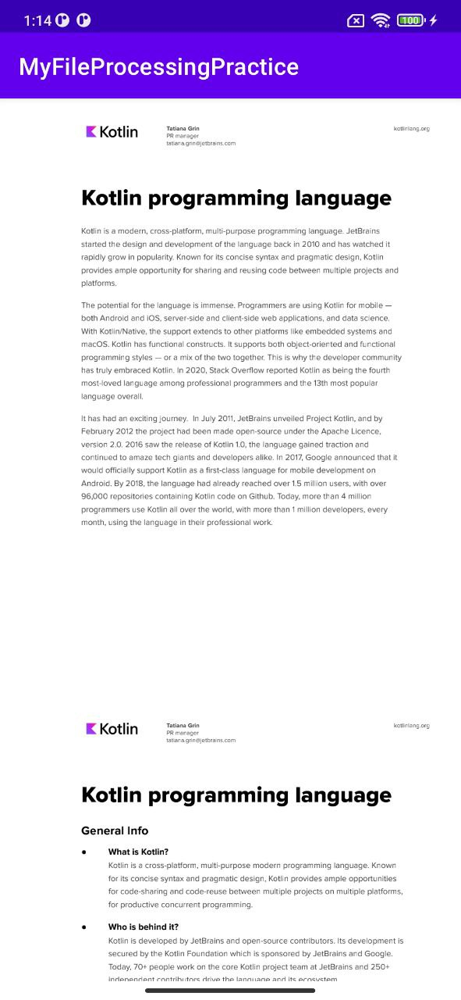 1:14
100
MyFileProcessingPractice
Kotlin
Tatiana Grin
PR manager
tatiana.grin@jetbrains.com
kotlinlang.org
Kotlin programming language
Kotlin is a modern, cross-platform, multi-purpose programming language. JetBrains
started the design and development of the language back in 2010 and has watched it
rapidly grow in popularity. Known for its concise syntax and pragmatic design, Kotlin
provides ample opportunity for sharing and reusing code between multiple projects and
platforms.
The potential for the language is immense. Programmers are using Kotlin for mobile —
both Android and iOS, server-side and client-side web applications, and data science.
With Kotlin/Native, the support extends to other platforms like embedded systems and
macOS. Kotlin has functional constructs. It supports both object-oriented and functional
programming styles — or a mix of the two together. This is why the developer community
has truly embraced Kotlin. In 2020, Stack Overflow reported Kotlin as being the fourth
most-loved language among professional programmers and the 13th most popular
language overall.
It has had an exciting journey.  In July 2011, JetBrains unveiled Project Kotlin, and by
February 2012 the project had been made open-source under the Apache Licence,
version 2.0. 2016 saw the release of Kotlin 1.0, the language gained traction and
continued to amaze tech giants and developers alike. In 2017, Google announced that it
would officially support Kotlin as a first-class language for mobile development on
Android. By 2018, the language had already reached over 1.5 million users, with over
96,000 repositories containing Kotlin code on Github. Today, more than 4 million
programmers use Kotlin all over the world, with more than 1 million developers, every
month, using the language in their professional work.
Kotlin
Tatiana Grin
PR manager
tatiana.grin@jetbrains.com
kotlinlang.org
Kotlin programming language
General Info
● What is Kotlin?
Kotlin is a cross-platform, multi-purpose modern programming language. Known
for its concise syntax and pragmatic design, Kotlin provides ample opportunities
for code-sharing and code-reuse between multiple projects on multiple platforms,
for productive concurrent programming.
● Who is behind it?
Kotlin is developed by JetBrains and open-source contributors. Its development is
secured by the Kotlin Foundation which is sponsored by JetBrains and Google.
Today, 70+ people work on the core Kotlin project team at JetBrains and 250+
independent contributors drive the language and its ecosystem